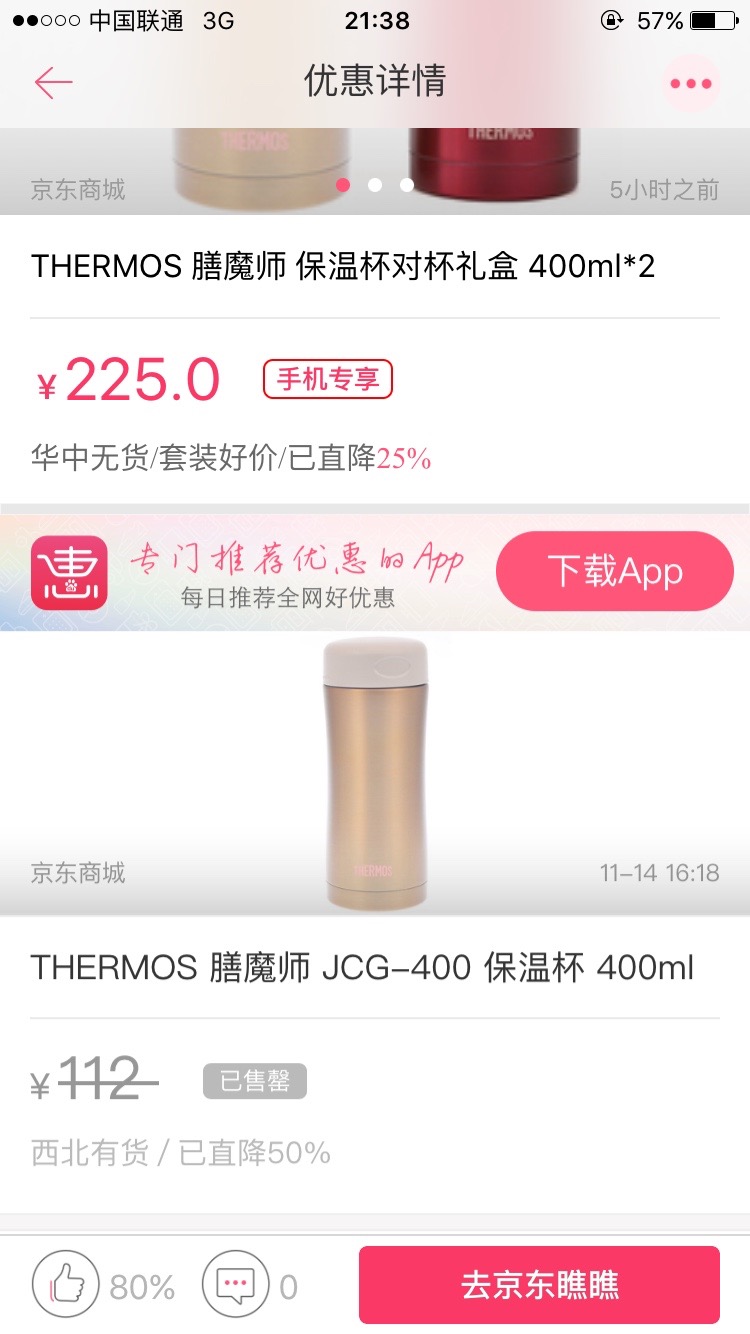 中国联通 3G 21:38 57%
优惠详情
THERMOS THERMOS
京东商城 5小时之前
THERMOS 膳魔师 保温杯对杯礼盒 400ml*2
¥225.0 手机专享
华中无货/套装好价/已直降25%
惠 专门推荐优惠的App
每日推荐全网好优惠
下载App
THERMOS
京东商城 11-14 16:18
THERMOS 膳魔师 JCG-400 保温杯 400ml
¥112 已售罄
西北有货 / 已直降50%
80% 0 去京东瞧瞧